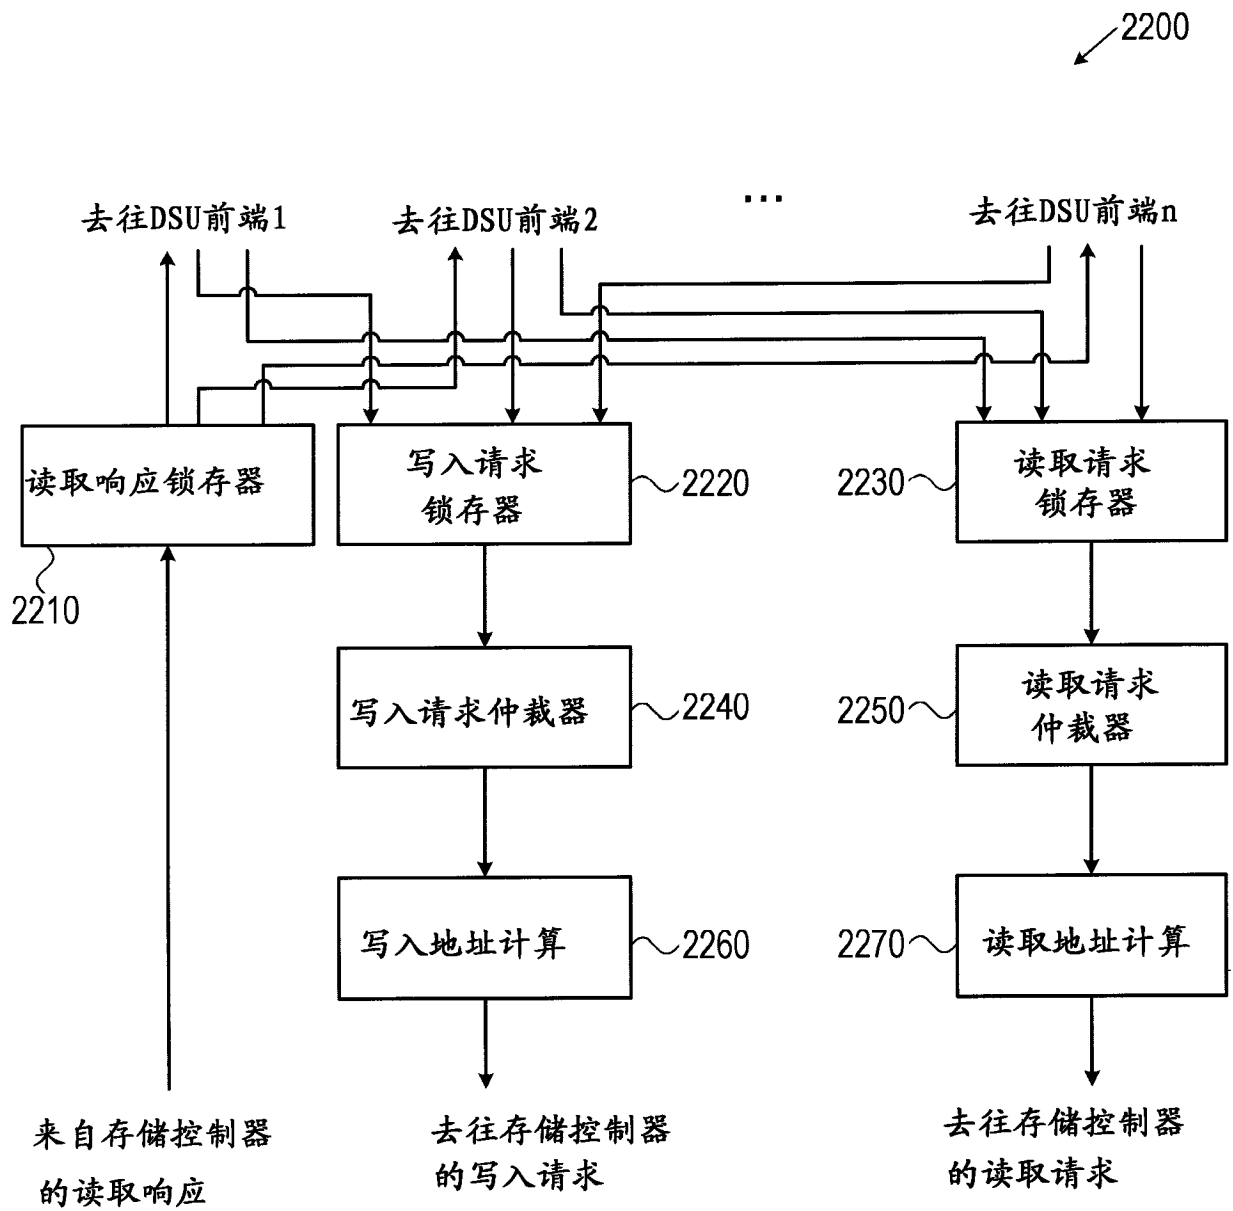 2200
...
去往DSU前端1
去往DSU前端2
去往DSU前端n
读取响应锁存器
2210
写入请求
锁存器
2220
2230
读取请求
锁存器
写入请求仲裁器
2240
2250
读取请求
仲裁器
写入地址计算
2260
2270
读取地址计算
来自存储控制器
的读取响应
去往存储控制器
的写入请求
去往存储控制器
的读取请求